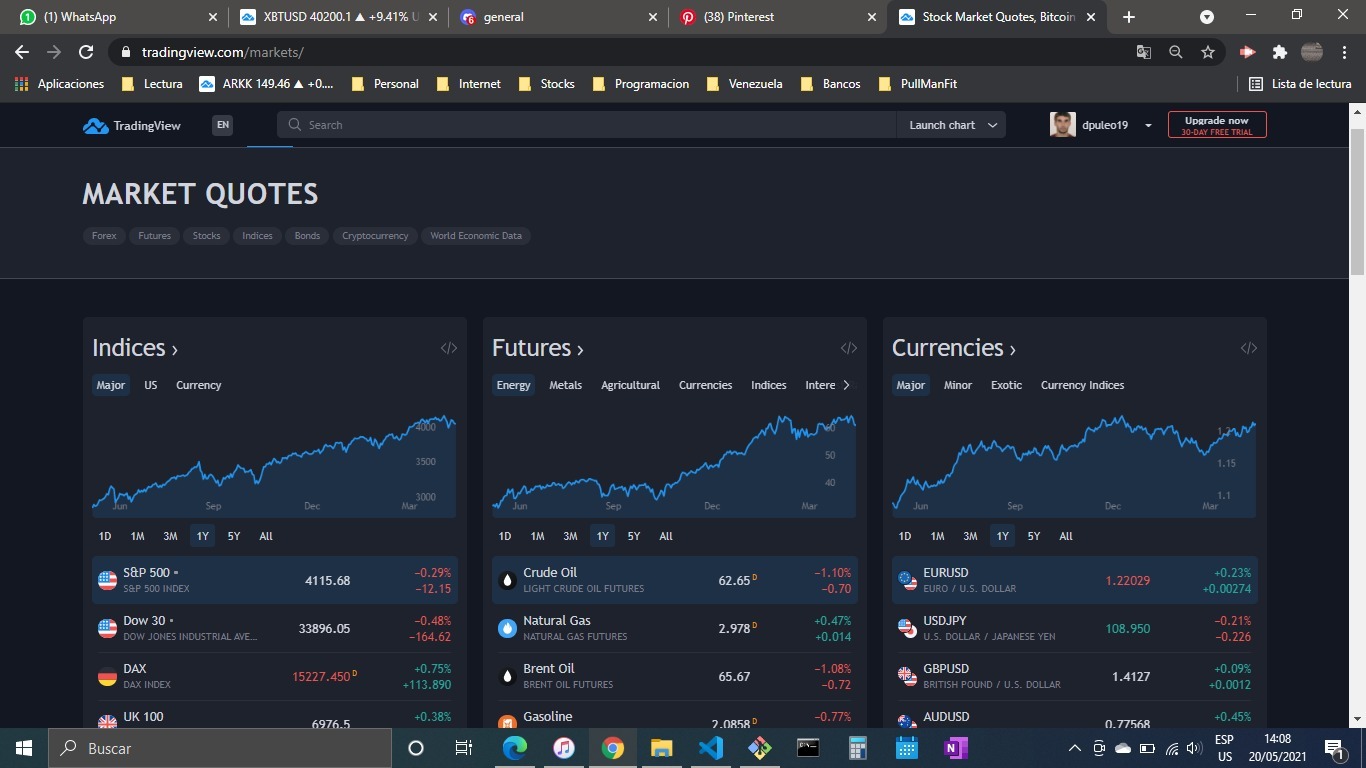 (1) WhatsApp
XBTUSD 40200.1 ▲ +9.41% U
general
(38) Pinterest
Stock Market Quotes, Bitcoin
tradingview.com/markets/
Aplicaciones
Lectura
ARKK 149.46 ▲ +0....
Personal
Internet
Stocks
Programacion
Venezuela
Bancos
PullManFit
Lista de lectura
TradingView
EN
Search
Launch chart
dpuleo19
Upgrade now
30-DAY FREE TRIAL
MARKET QUOTES
Forex
Futures
Stocks
Indices
Bonds
Cryptocurrency
World Economic Data
Indices ›
Major US Currency
4000
3500
3000
Jun Sep Dec Mar
1D 1M 3M 1Y 5Y All
S&P 500
S&P 500 INDEX
4115.68
−0.29%
−12.15
Dow 30
DOW JONES INDUSTRIAL AVE...
33896.05
−0.48%
−164.62
DAX
DAX INDEX
15227.450 D
+0.75%
+113.890
UK 100
6976.5
+0.38%
Futures ›
Energy Metals Agricultural Currencies Indices Intere
60
50
40
Jun Sep Dec Mar
1D 1M 3M 1Y 5Y All
Crude Oil
LIGHT CRUDE OIL FUTURES
62.65 D
−1.10%
−0.70
Natural Gas
NATURAL GAS FUTURES
2.978 D
+0.47%
+0.014
Brent Oil
BRENT OIL FUTURES
65.67
−1.08%
−0.72
Gasoline
2.0858 D
−0.77%
Currencies ›
Major Minor Exotic Currency Indices
1.2
1.15
1.1
Jun Sep Dec Mar
1D 1M 3M 1Y 5Y All
EURUSD
EURO / U.S. DOLLAR
1.22029
+0.23%
+0.00274
USDJPY
U.S. DOLLAR / JAPANESE YEN
108.950
−0.21%
−0.226
GBPUSD
BRITISH POUND / U.S. DOLLAR
1.4127
+0.09%
+0.0012
AUDUSD
0.77568
+0.45%
Buscar
ESP
US
14:08
20/05/2021
1